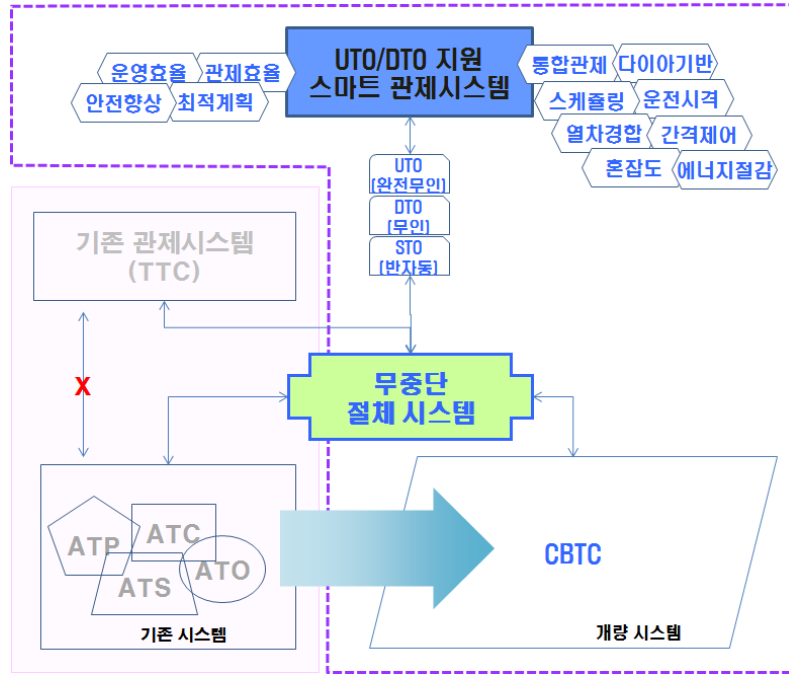 UTO/DTO 지원
스마트 관제시스템
운영효율
관제효율
안전향상
최적계획
통합관제
다이아기반
스케쥴링
운전시격
열차경합
간격제어
혼잡도
에너지절감
UTO
(완전무인)
DTO
(무인)
STO
(반자동)
기존 관제시스템
(TTC)
X
무중단
절체 시스템
ATP
ATC
ATS
ATO
기존 시스템
CBTC
개량 시스템